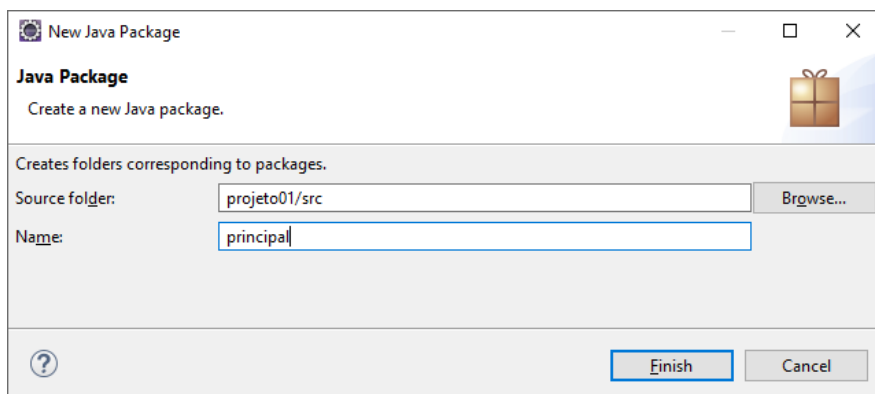 New Java Package
Java Package
Create a new Java package.
Creates folders corresponding to packages.
Source folder: projeto01/src Browse...
Name: principal
? Finish Cancel